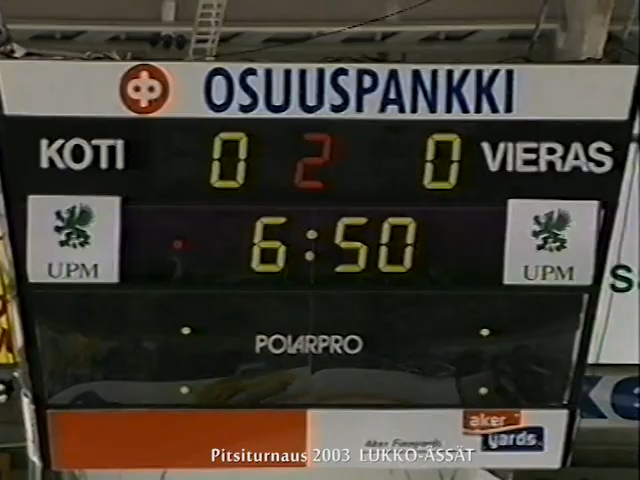 OSUUSPANKKI
KOTI 0 2 0 VIERAS
UPM 6:50 UPM
POLARPRO
aker
yards
Aker Finnyards
Pitsiturnaus 2003 LUKKO-ÄSSÄT